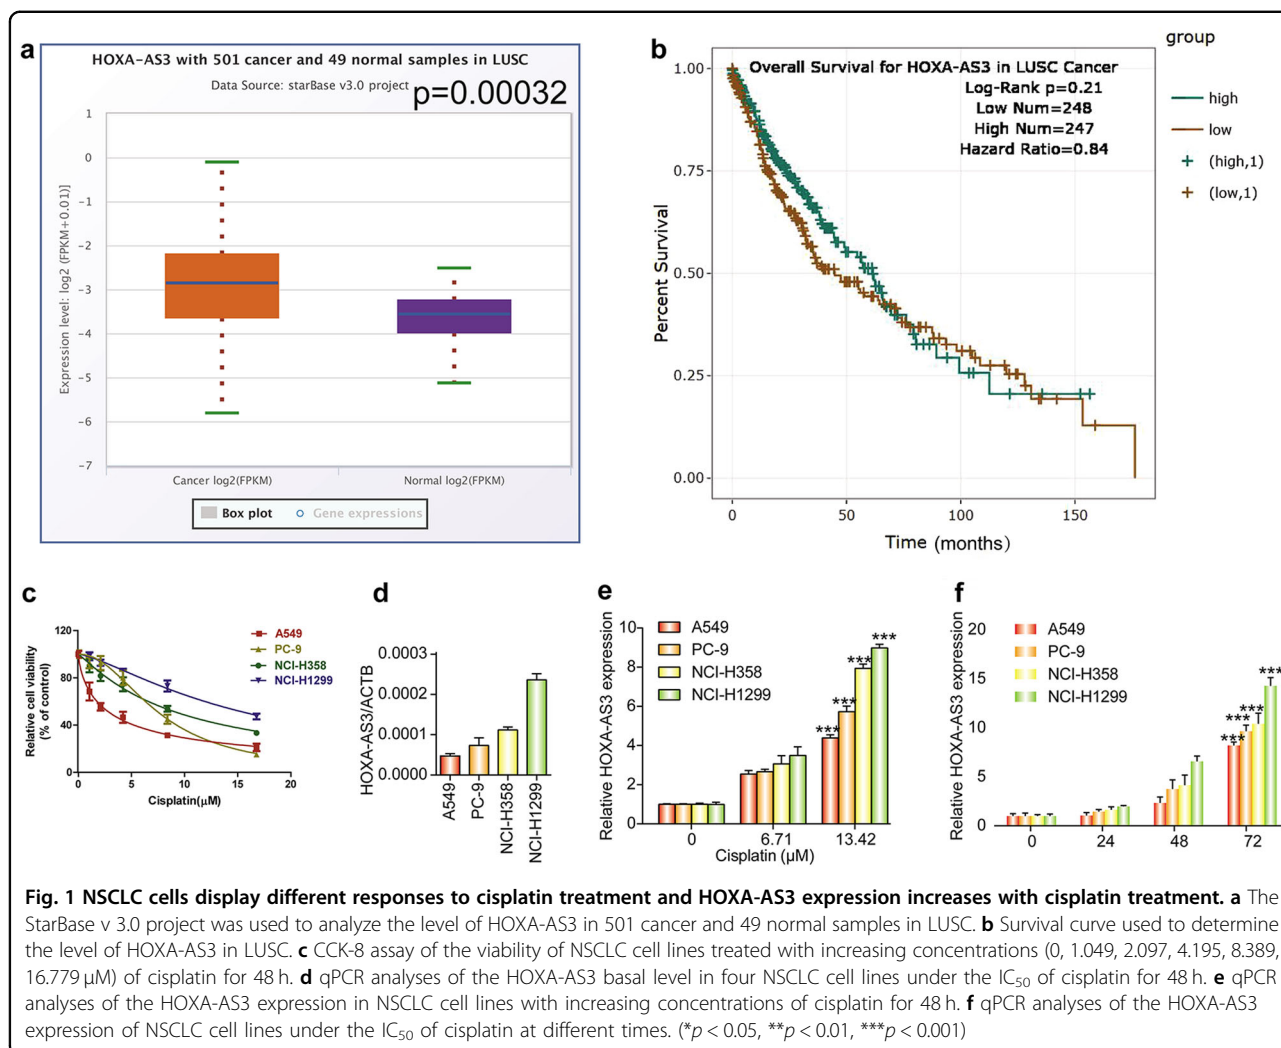 a
HOXA-AS3 with 501 cancer and 49 normal samples in LUSC
Data Source: starBase v3.0 project
p=0.00032
Expression level: log2 (FPKM+0.01)]
1
0
-1
-2
-3
-4
-5
-6
-7
Cancer log2(FPKM)
Normal log2(FPKM)
Box plot
Gene expressions
b
Overall Survival for HOXA-AS3 in LUSC Cancer
Log-Rank p=0.21
Low Num=248
High Num=247
Hazard Ratio=0.84
group
high
low
(high,1)
(low,1)
Percent Survival
1.00
0.75
0.50
0.25
0.00
0
50
100
150
Time (months)
c
A549
PC-9
NCI-H358
NCI-H1299
Relative cell viability
(% of control)
120
80
40
0
0
5
10
15
20
Cisplatin(μM)
d
HOXA-AS3/ACTB
0.0003
0.0002
0.0001
0.0000
A549
PC-9
NCI-H358
NCI-H1299
e
Relative HOXA-AS3 expression
10
8
6
4
2
0
A549
PC-9
NCI-H358
NCI-H1299
***
***
***
***
0
6.71
13.42
Cisplatin (μM)
f
Relative HOXA-AS3 expression
20
15
10
5
0
A549
PC-9
NCI-H358
NCI-H1299
***
***
***
***
0
24
48
72
Fig. 1 NSCLC cells display different responses to cisplatin treatment and HOXA-AS3 expression increases with cisplatin treatment. a The
StarBase v 3.0 project was used to analyze the level of HOXA-AS3 in 501 cancer and 49 normal samples in LUSC. b Survival curve used to determine
the level of HOXA-AS3 in LUSC. c CCK-8 assay of the viability of NSCLC cell lines treated with increasing concentrations (0, 1.049, 2.097, 4.195, 8.389,
16.779 μM) of cisplatin for 48 h. d qPCR analyses of the HOXA-AS3 basal level in four NSCLC cell lines under the IC50 of cisplatin for 48 h. e qPCR
analyses of the HOXA-AS3 expression in NSCLC cell lines with increasing concentrations of cisplatin for 48 h. f qPCR analyses of the HOXA-AS3
expression of NSCLC cell lines under the IC50 of cisplatin at different times. (*p < 0.05, **p < 0.01, ***p < 0.001)